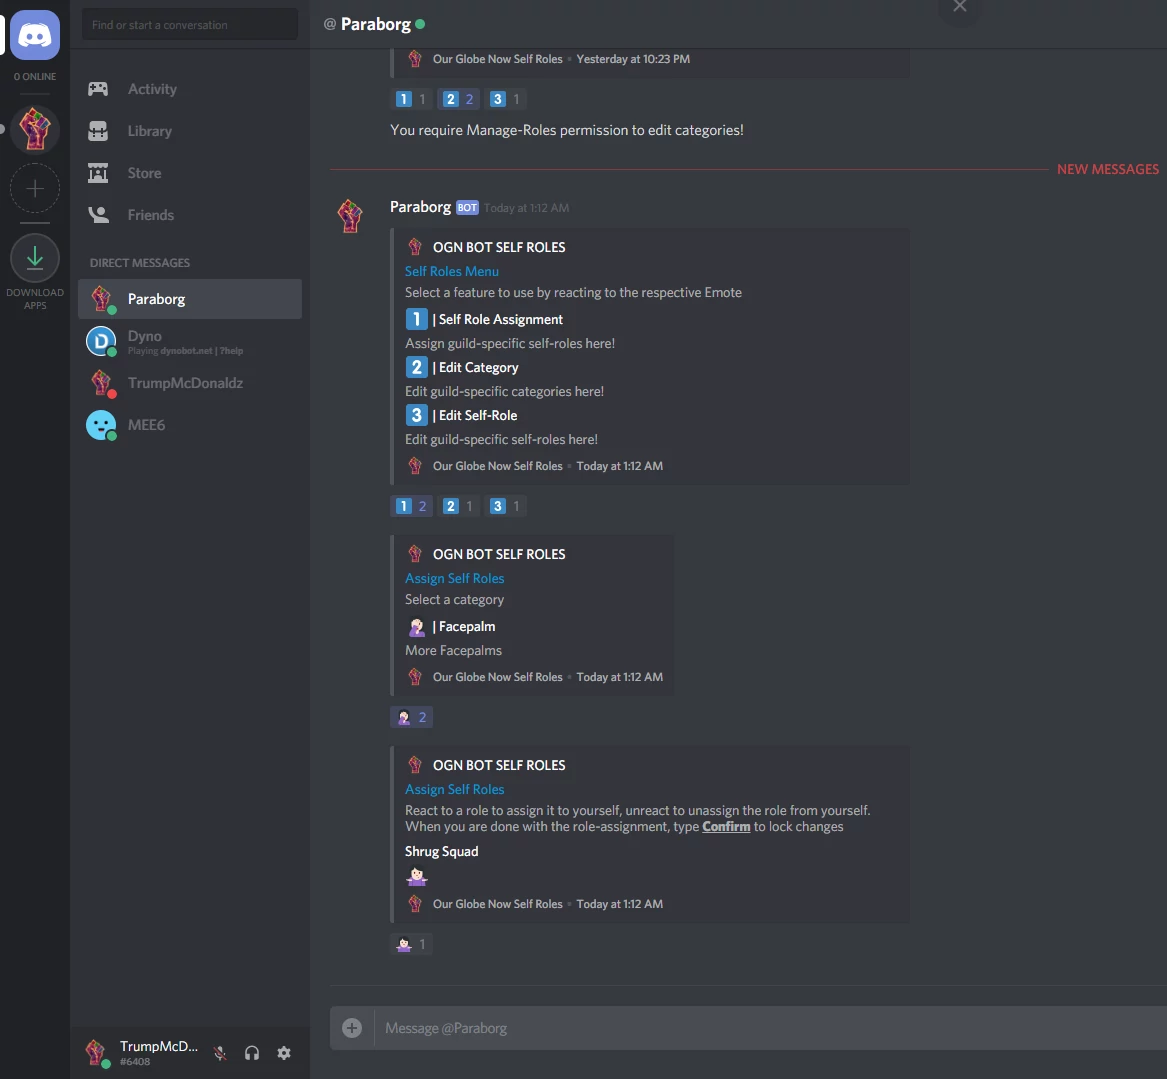 Find or start a conversation
0 ONLINE
DOWNLOAD
APPS
Activity
Library
Store
Friends
DIRECT MESSAGES
Paraborg
Dyno
Playing dynobot.net | ?help
TrumpMcDonaldz
MEE6
TrumpMcD...
#6408
@ Paraborg
Our Globe Now Self Roles • Yesterday at 10:23 PM
1 1 2 2 3 1
You require Manage-Roles permission to edit categories!
NEW MESSAGES
Paraborg BOT Today at 1:12 AM
OGN BOT SELF ROLES
Self Roles Menu
Select a feature to use by reacting to the respective Emote
1 | Self Role Assignment
Assign guild-specific self-roles here!
2 | Edit Category
Edit guild-specific categories here!
3 | Edit Self-Role
Edit guild-specific self-roles here!
Our Globe Now Self Roles • Today at 1:12 AM
1 2 2 1 3 1
OGN BOT SELF ROLES
Assign Self Roles
Select a category
| Facepalm
More Facepalms
Our Globe Now Self Roles • Today at 1:12 AM
2
OGN BOT SELF ROLES
Assign Self Roles
React to a role to assign it to yourself, unreact to unassign the role from yourself.
When you are done with the role-assignment, type Confirm to lock changes
Shrug Squad
Our Globe Now Self Roles • Today at 1:12 AM
1
Message @Paraborg